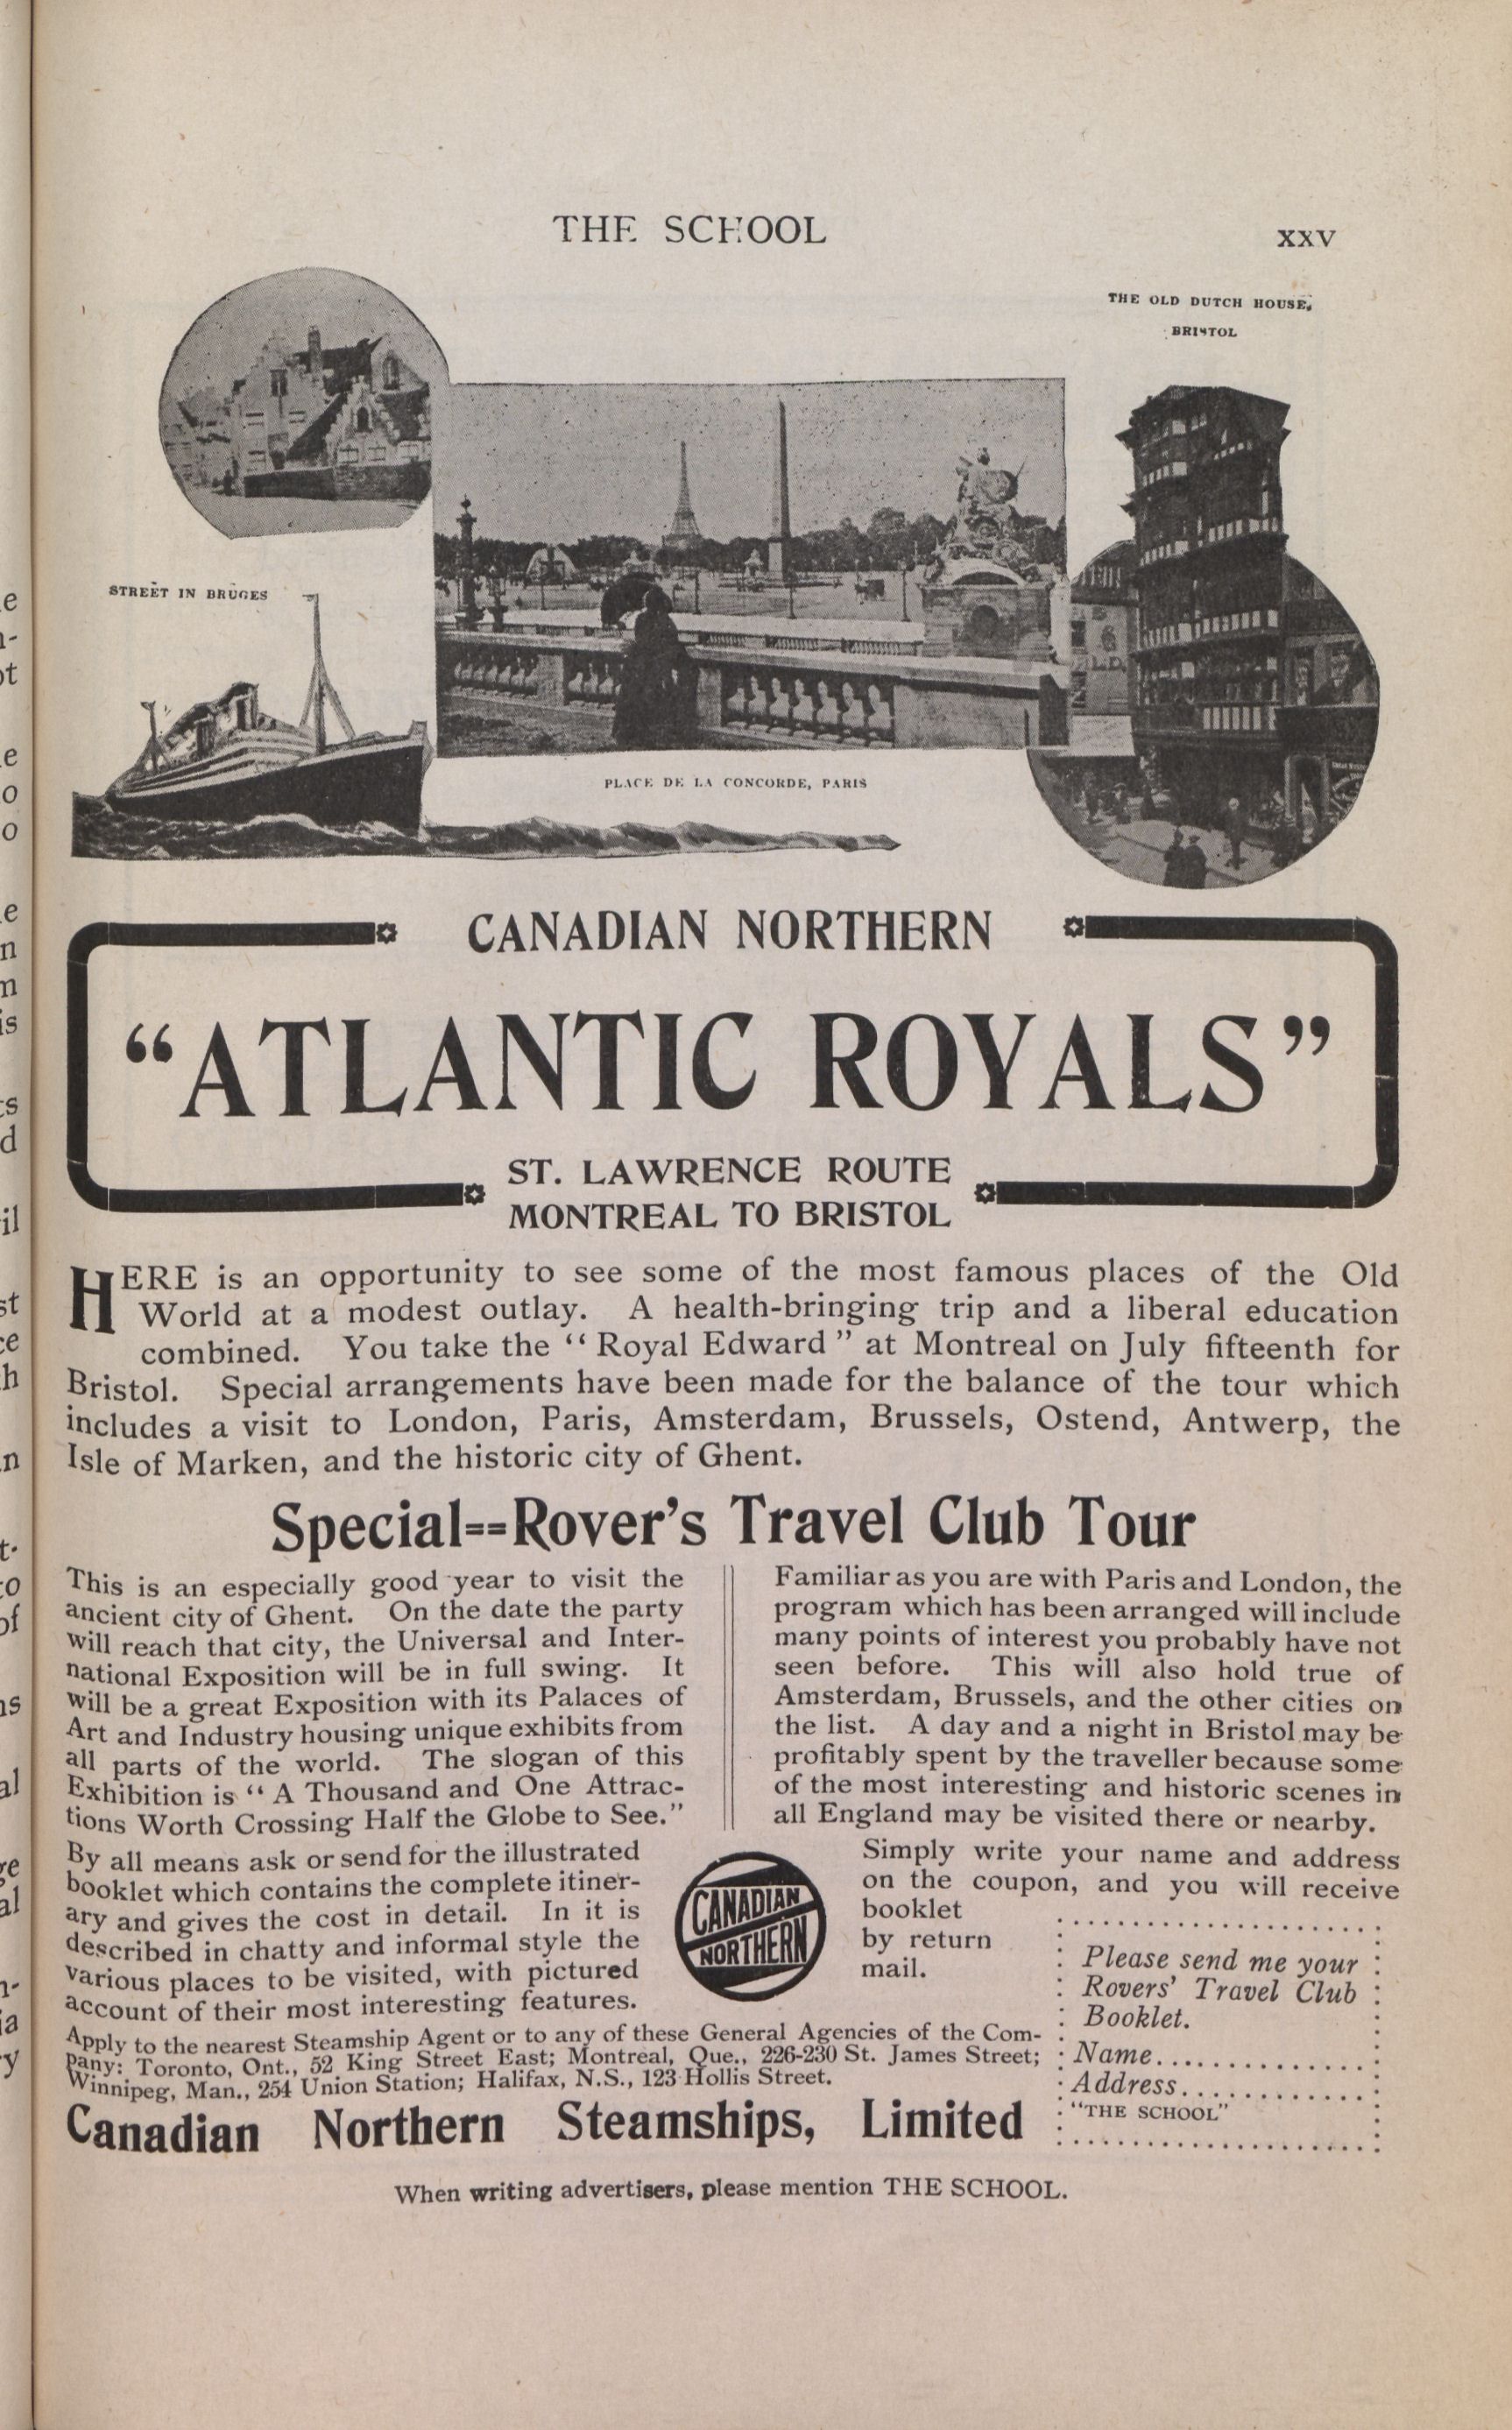 THE SCHOOL
xxv
THE OLD DUTCH HOUSE,
BRISTOL
STREET IN BRUGES
PLACE DE LA CONCORDE, PARIS
CANADIAN NORTHERN
“ATLANTIC ROYALS”
ST. LAWRENCE ROUTE
MONTREAL TO BRISTOL
HERE is an opportunity to see some of the most famous places of the Old
World at a modest outlay. A health-bringing trip and a liberal education
combined. You take the “Royal Edward” at Montreal on July fifteenth for
Bristol. Special arrangements have been made for the balance of the tour which
includes a visit to London, Paris, Amsterdam, Brussels, Ostend, Antwerp, the
Isle of Marken, and the historic city of Ghent.
Special--Rover’s Travel Club Tour
This is an especially good year to visit the
ancient city of Ghent. On the date the party
will reach that city, the Universal and Inter-
national Exposition will be in full swing. It
will be a great Exposition with its Palaces of
Art and Industry housing unique exhibits from
all parts of the world. The slogan of this
Exhibition is “A Thousand and One Attrac-
tions Worth Crossing Half the Globe to See.”
Familiar as you are with Paris and London, the
program which has been arranged will include
many points of interest you probably have not
seen before. This will also hold true of
Amsterdam, Brussels, and the other cities on
the list. A day and a night in Bristol may be
profitably spent by the traveller because some
of the most interesting and historic scenes in
all England may be visited there or nearby.
By all means ask or send for the illustrated
booklet which contains the complete itiner-
ary and gives the cost in detail. In it is
described in chatty and informal style the
various places to be visited, with pictured
account of their most interesting features.
CANADIAN
NORTHERN
Simply write your name and address
on the coupon, and you will receive
booklet
by return
mail.
Apply to the nearest Steamship Agent or to any of these General Agencies of the Com-
pany: Toronto, Ont., 52 King Street East; Montreal, Que., 226-230 St. James Street;
Winnipeg, Man., 254 Union Station; Halifax, N.S., 123 Hollis Street.
Canadian Northern Steamships, Limited
Please send me your
Rovers’ Travel Club
Booklet.
Name..............
Address............
“THE SCHOOL”
When writing advertisers, please mention THE SCHOOL.